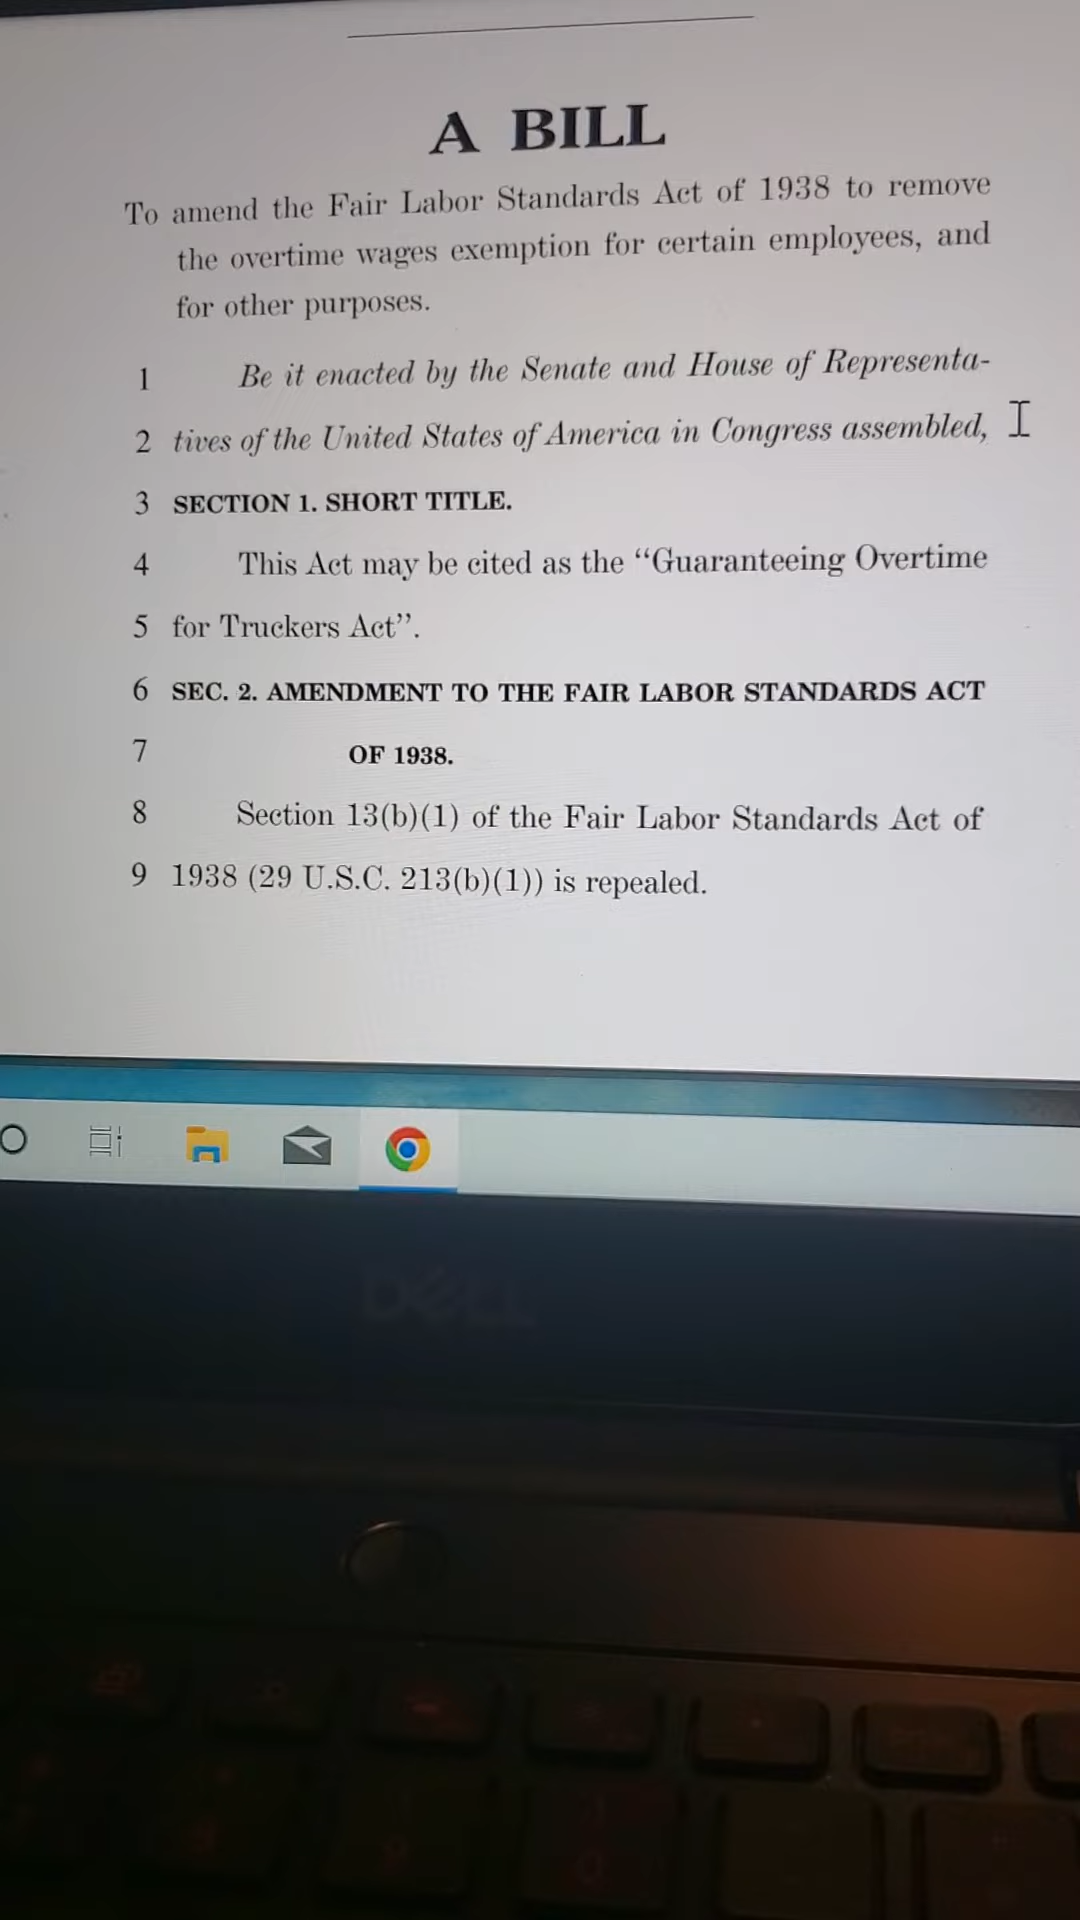 A BILL
To amend the Fair Labor Standards Act of 1938 to remove
the overtime wages exemption for certain employees, and
for other purposes.
1 Be it enacted by the Senate and House of Representa-
2 tives of the United States of America in Congress assembled,
3 SECTION 1. SHORT TITLE.
4 This Act may be cited as the “Guaranteeing Overtime
5 for Truckers Act”.
6 SEC. 2. AMENDMENT TO THE FAIR LABOR STANDARDS ACT
7 OF 1938.
8 Section 13(b)(1) of the Fair Labor Standards Act of
9 1938 (29 U.S.C. 213(b)(1)) is repealed.
DELL